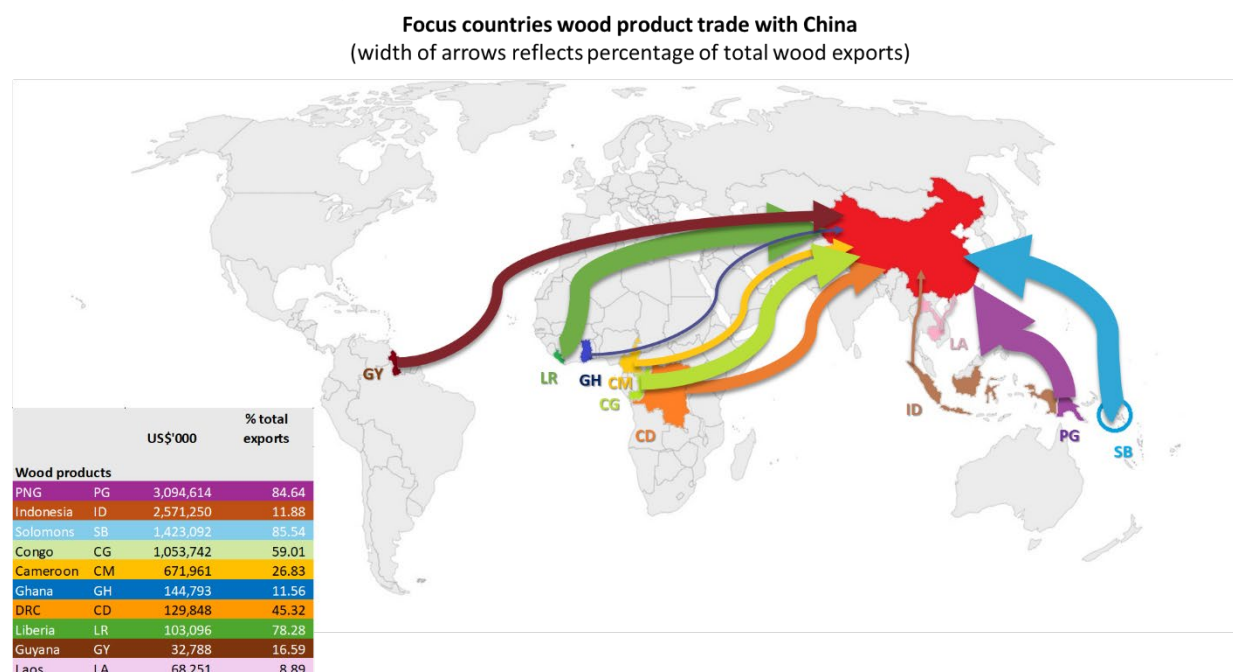 Focus countries wood product trade with China
(width of arrows reflects percentage of total wood exports)
GY
LR
GH
CM
CG
CD
LA
ID
PG
SB
US$'000 % total exports
Wood products
PNG PG 3,094,614 84.64
Indonesia ID 2,571,250 11.88
Solomons SB 1,423,092 85.54
Congo CG 1,053,742 59.01
Cameroon CM 671,961 26.83
Ghana GH 144,793 11.56
DRC CD 129,848 45.32
Liberia LR 103,096 78.28
Guyana GY 32,788 16.59
Laos LA 68,251 8.89